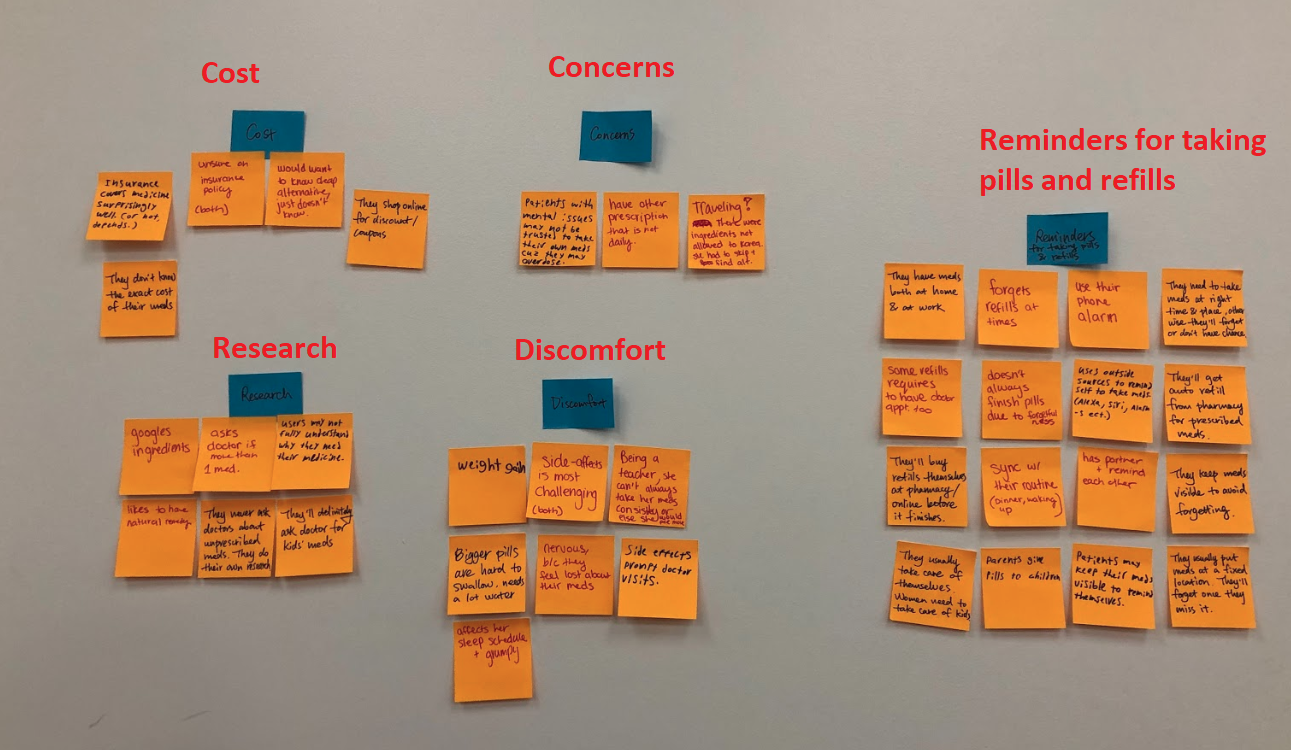 Cost
Cost
Insurance
covers medicine
surprisingly
well. (or not,
depends.)
unsure on
insurance
policy
(both)
would want
to know cheap
alternative,
just doesn't
know.
They shop online
for discount/
coupons
They don't know
the exact cost
of their meds
Concerns
Concerns
Patients with
mental issues
may not be
trusted to take
their own meds
cuz they may
overdose.
have other
prescription
that is not
daily.
Traveling?
There were
ingredients not
allowed to Korea
she had to skip +
find alt.
Research
Research
googles
ingredients
asks
doctor if
more than
1 med.
users may not
fully understand
why they need
their medicine.
likes to have
natural remedy
They never ask
doctors about
unprescribed
meds. They do
their own research
They'll definitely
ask doctor for
kids' meds
Discomfort
Discomfort
weight gain
Side-affects
is most
challenging
(both)
Being a
teacher, she
can't always
take her meds
consistly or
else she would
Bigger pills
are hard to
swallow. needs
a lot water
nervous,
b/c they
feel lost about
their meds
Side effects
prompt doctor
visits.
affects her
sleep schedule
+ grumpy
Reminders for taking
pills and refills
Reminders
for taking pills
& refills
They have meds
both at home
& at work
forgets
refills at
times
use their
phone
alarm
They need to take
meds at right
time & place, other
wise they'll forget
or don't have chance
some refills
requires
to have doctor
appt. too
doesn't
always
finish pills
due to forgetful
ness
uses outside
sources to remind
self to take meds
(Alexa, Siri, Alarm
-s ect.)
They'll get
auto refill
from pharmacy
for prescribed
meds.
They'll buy
refills themselves
at pharmacy/
online before
it finishes.
Sync w/
their routine
(dinner, waking)
up
has partner
+ remind
each other
They keep meds
visible to avoid
forgetting.
They usually
take care of
themselves.
Women need to
take care of kids
Parents give
pills to children
Patients may
keep their meds
visible to remind
themselves.
They usually put
meds at a fixed
location. They'll
forget once they
miss it.